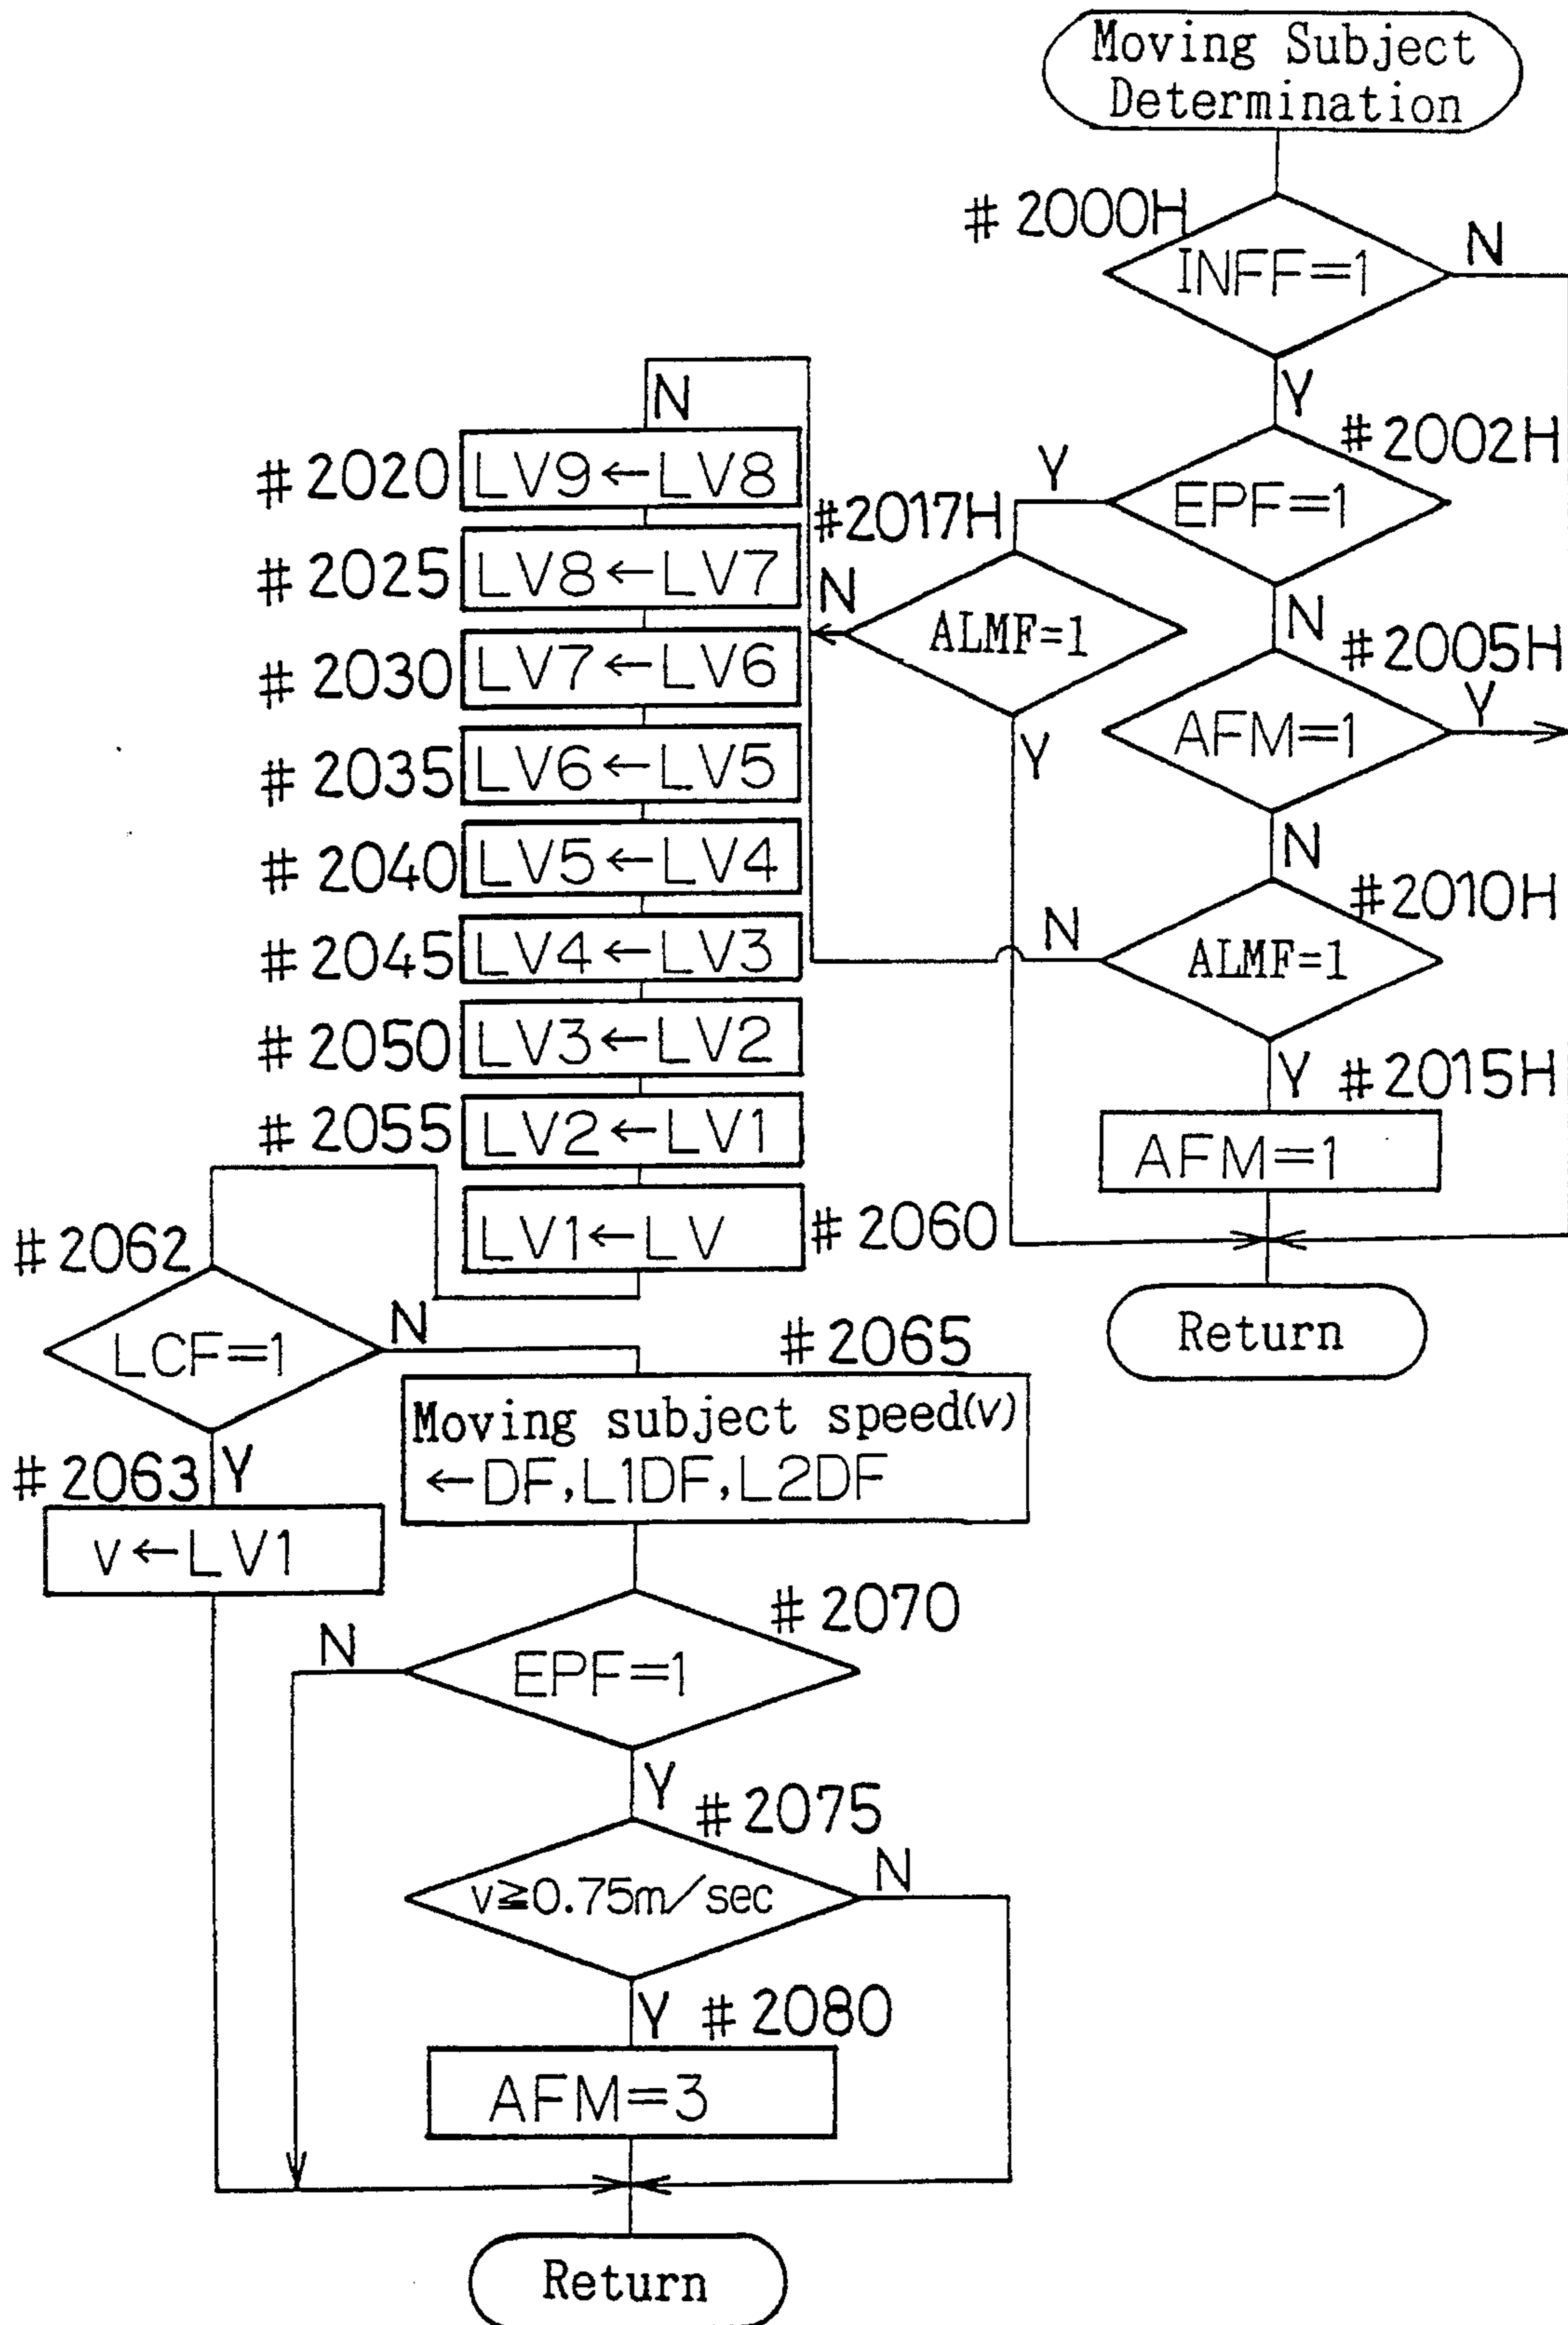 Moving Subject
Determination
# 2000H
INFF=1
N
Y
# 2002H
EPF=1
Y
N
#2017H
ALMF=1
N
Y
# 2005H
AFM=1
Y
N
#2010H
ALMF=1
N
Y
# 2015H
AFM=1
Return
N
# 2020
LV9←LV8
# 2025
LV8←LV7
# 2030
LV7←LV6
# 2035
LV6←LV5
# 2040
LV5←LV4
# 2045
LV4←LV3
# 2050
LV3←LV2
# 2055
LV2←LV1
LV1←LV
# 2060
# 2062
LCF=1
N
Y
# 2063
v←LV1
# 2065
Moving subject speed(v)
←DF,L1DF,L2DF
# 2070
EPF=1
N
Y
# 2075
v≧0.75m/sec
N
Y
# 2080
AFM=3
Return